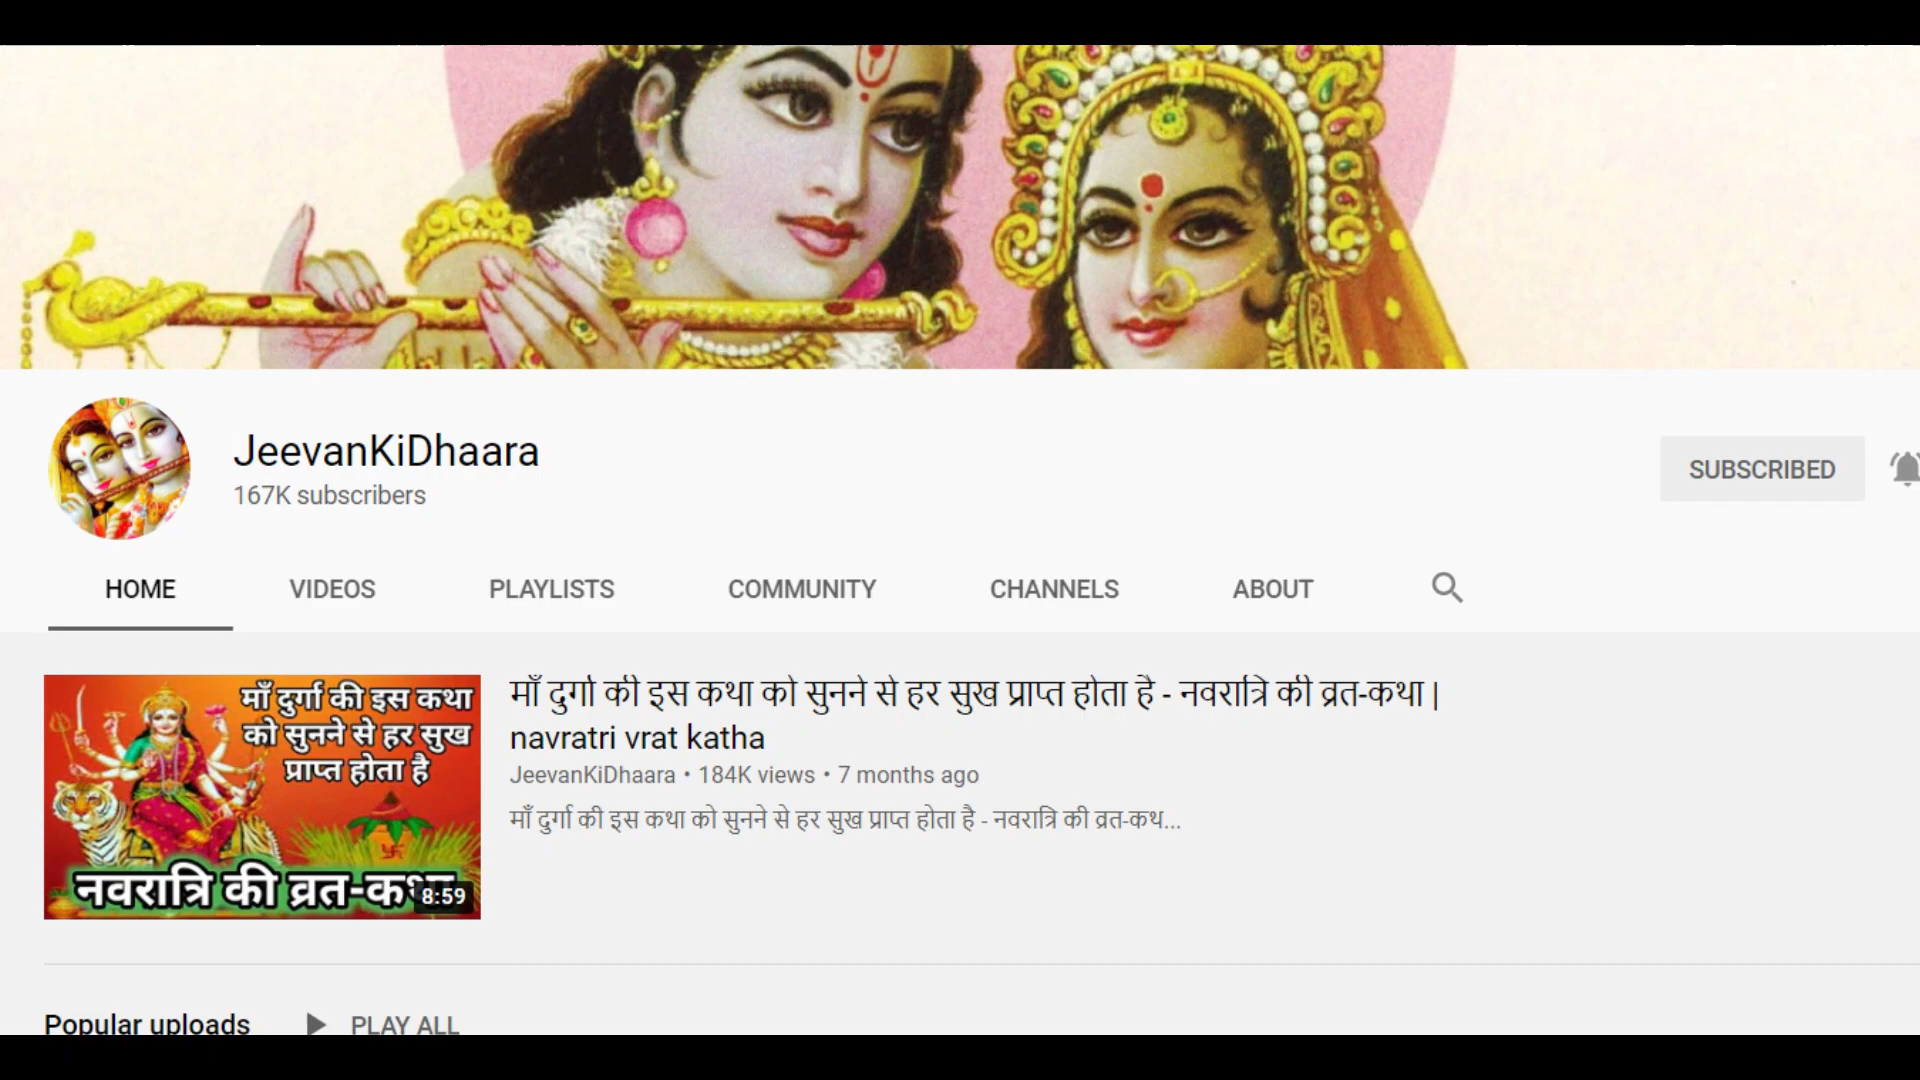 JeevanKiDhaara
167K subscribers
SUBSCRIBED
HOME VIDEOS PLAYLISTS COMMUNITY CHANNELS ABOUT
माँ दुर्गा की इस कथा
को सुनने से हर सुख
प्राप्त होता है
नवरात्रि की व्रत-कथा
8:59
माँ दुर्गा की इस कथा को सुनने से हर सुख प्राप्त होता है - नवरात्रि की व्रत-कथा |
navratri vrat katha
JeevanKiDhaara • 184K views • 7 months ago
माँ दुर्गा की इस कथा को सुनने से हर सुख प्राप्त होता है - नवरात्रि की व्रत-कथ...
Popular uploads PLAY ALL